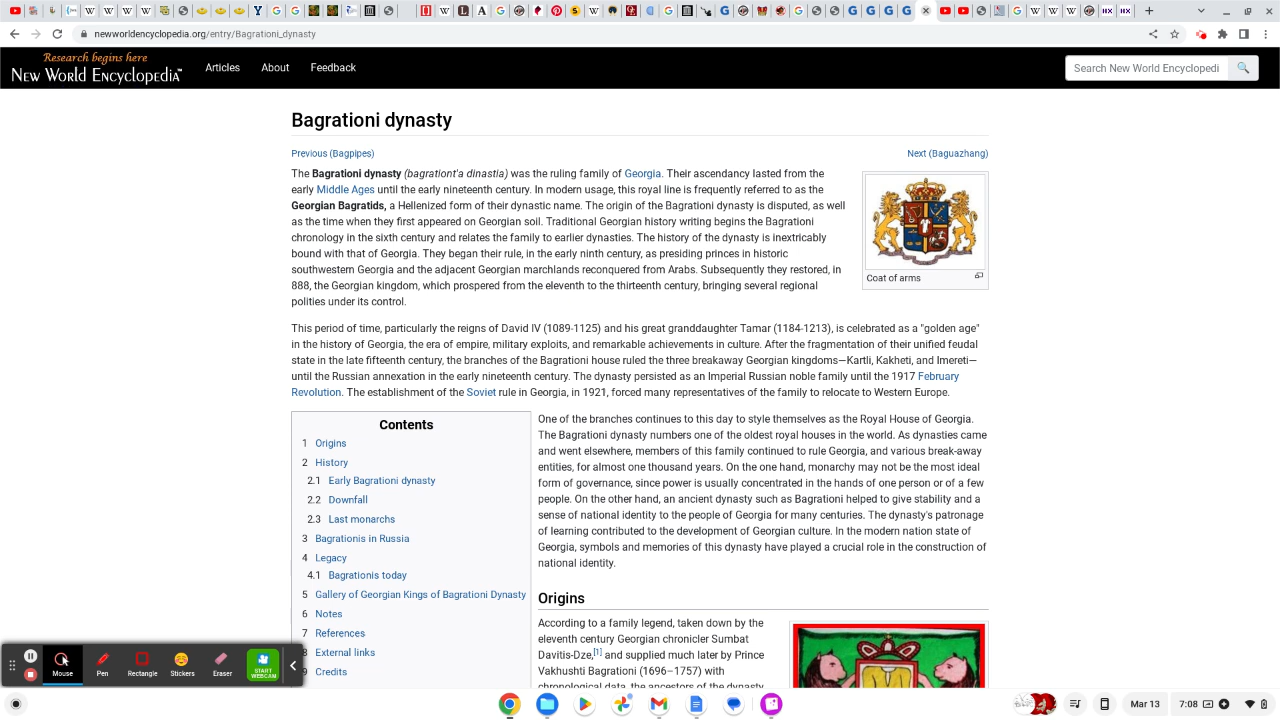 newworldencyclopedia.org/entry/Bagrationi_dynasty
Research begins here
New World Encyclopedia™
Articles
About
Feedback
Search New World Encyclopedi
Bagrationi dynasty
Previous (Bagpipes)
Next (Baguazhang)
The Bagrationi dynasty (bagrationt'a dinastia) was the ruling family of Georgia. Their ascendancy lasted from the
early Middle Ages until the early nineteenth century. In modern usage, this royal line is frequently referred to as the
Georgian Bagratids, a Hellenized form of their dynastic name. The origin of the Bagrationi dynasty is disputed, as well
as the time when they first appeared on Georgian soil. Traditional Georgian history writing begins the Bagrationi
chronology in the sixth century and relates the family to earlier dynasties. The history of the dynasty is inextricably
bound with that of Georgia. They began their rule, in the early ninth century, as presiding princes in historic
southwestern Georgia and the adjacent Georgian marchlands reconquered from Arabs. Subsequently they restored, in
888, the Georgian kingdom, which prospered from the eleventh to the thirteenth century, bringing several regional
polities under its control.
Coat of arms
This period of time, particularly the reigns of David IV (1089-1125) and his great granddaughter Tamar (1184-1213), is celebrated as a "golden age"
in the history of Georgia, the era of empire, military exploits, and remarkable achievements in culture. After the fragmentation of their unified feudal
state in the late fifteenth century, the branches of the Bagrationi house ruled the three breakaway Georgian kingdoms—Kartli, Kakheti, and Imereti—
until the Russian annexation in the early nineteenth century. The dynasty persisted as an Imperial Russian noble family until the 1917 February
Revolution. The establishment of the Soviet rule in Georgia, in 1921, forced many representatives of the family to relocate to Western Europe.
Contents
1 Origins
2 History
2.1 Early Bagrationi dynasty
2.2 Downfall
2.3 Last monarchs
3 Bagrationis in Russia
4 Legacy
4.1 Bagrationis today
5 Gallery of Georgian Kings of Bagrationi Dynasty
6 Notes
7 References
8 External links
9 Credits
One of the branches continues to this day to style themselves as the Royal House of Georgia.
The Bagrationi dynasty numbers one of the oldest royal houses in the world. As dynasties came
and went elsewhere, members of this family continued to rule Georgia, and various break-away
entities, for almost one thousand years. On the one hand, monarchy may not be the most ideal
form of governance, since power is usually concentrated in the hands of one person or of a few
people. On the other hand, an ancient dynasty such as Bagrationi helped to give stability and a
sense of national identity to the people of Georgia for many centuries. The dynasty's patronage
of learning contributed to the development of Georgian culture. In the modern nation state of
Georgia, symbols and memories of this dynasty have played a crucial role in the construction of
national identity.
Origins
According to a family legend, taken down by the
eleventh century Georgian chronicler Sumbat
Davitis-Dze,[1] and supplied much later by Prince
Vakhushti Bagrationi (1696–1757) with
chronological data, the ancestors of the dynasty
Mouse
Pen
Rectangle
Stickers
Eraser
START WEBCAM
Mar 13
7:08